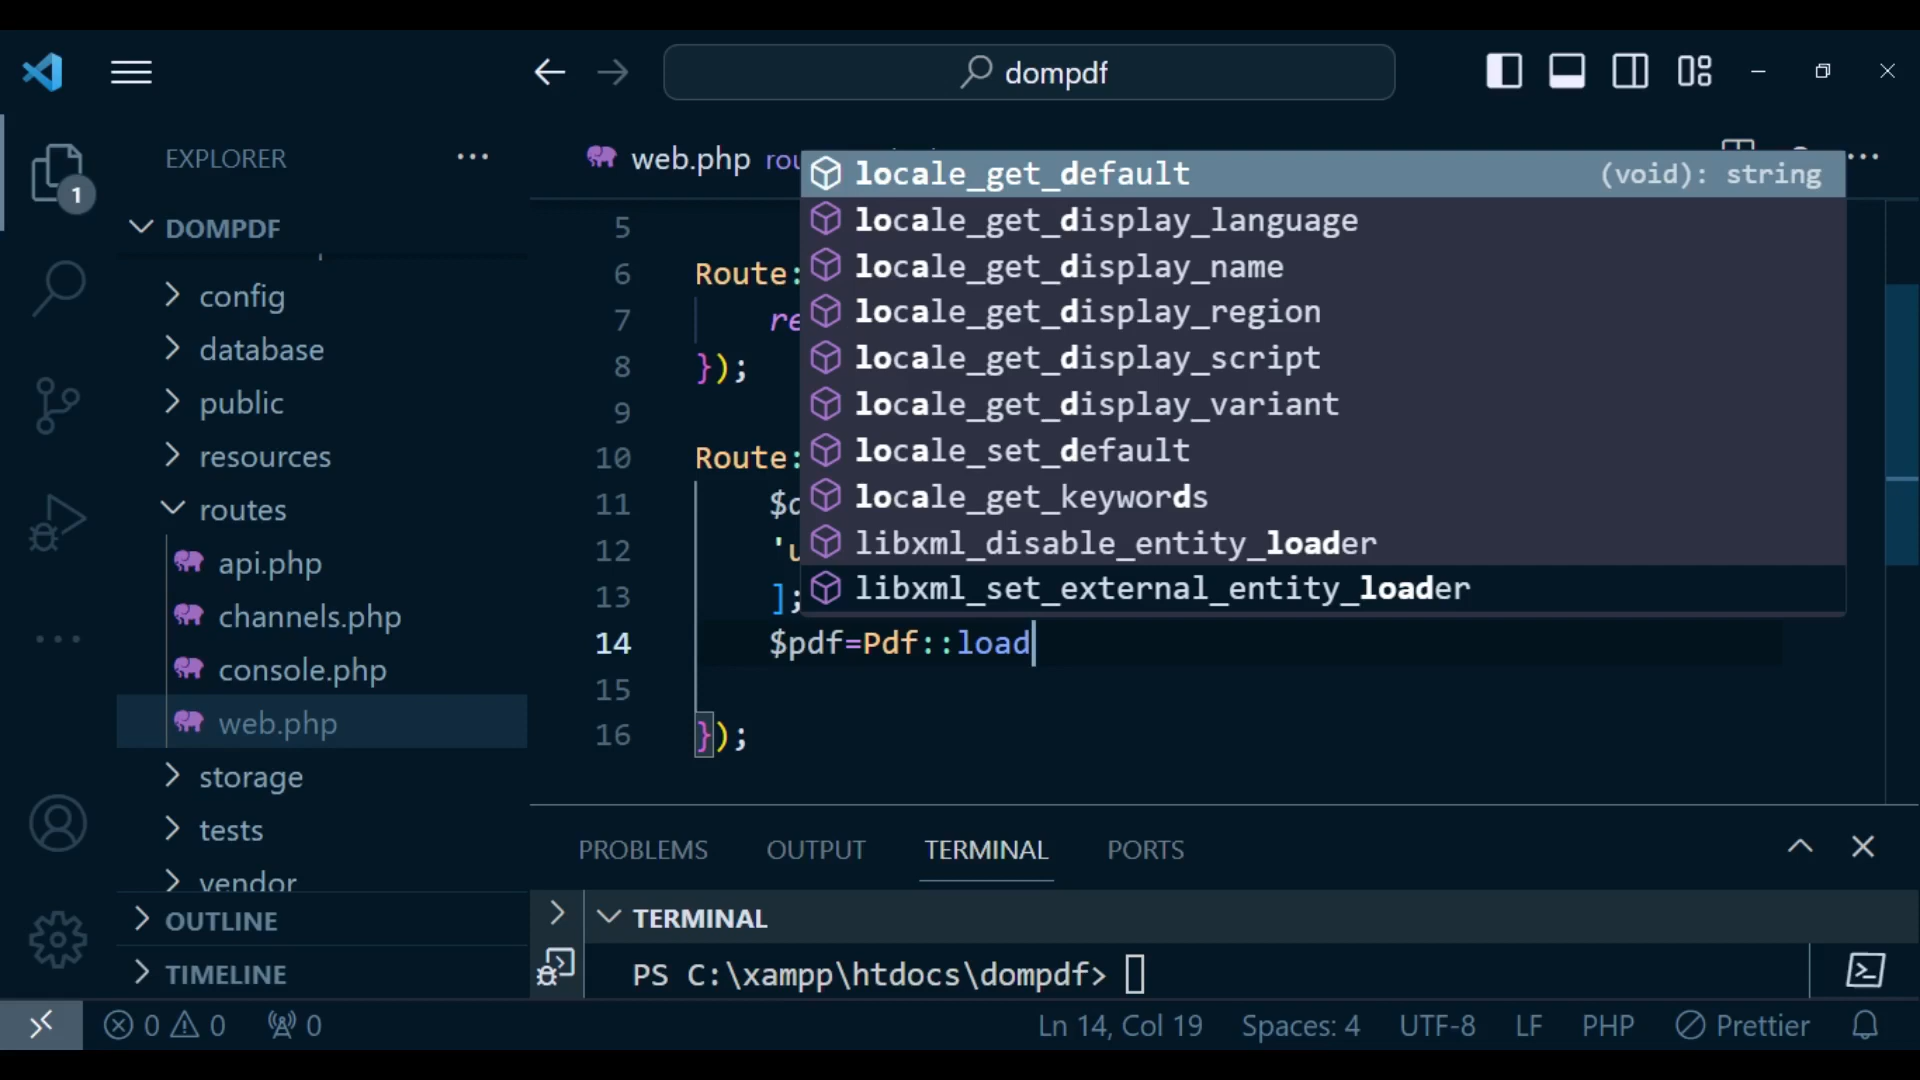 dompdf
EXPLORER
1
DOMPDF
config
database
public
resources
routes
api.php
channels.php
console.php
web.php
storage
tests
vendor
OUTLINE
TIMELINE
web.php rou
locale_get_default (void): string
locale_get_display_language
locale_get_display_name
locale_get_display_region
locale_get_display_script
locale_get_display_variant
locale_set_default
locale_get_keywords
libxml_disable_entity_loader
libxml_set_external_entity_loader
5
6 Route:
7 re
8 });
9
10 Route:
11
12 'u
13 ];
14 $pdf=Pdf::load
15
16 });
PROBLEMS OUTPUT TERMINAL PORTS
TERMINAL
PS C:\xampp\htdocs\dompdf>
0 0 0 Ln 14, Col 19 Spaces: 4 UTF-8 LF PHP Prettier